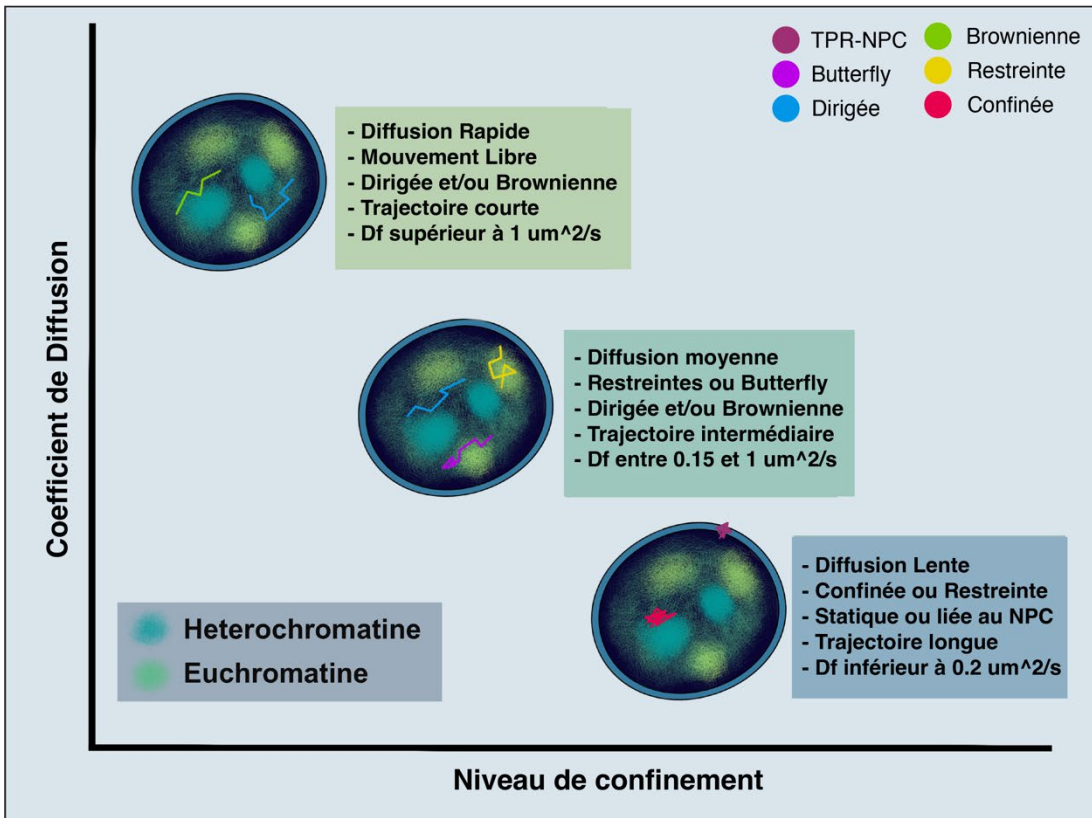 TPR-NPC
Brownienne
Butterfly
Restreinte
Dirigée
Confinée
- Diffusion Rapide
- Mouvement Libre
- Dirigée et/ou Brownienne
- Trajectoire courte
- Df supérieur à 1 um^2/s
Coefficient de Diffusion
- Diffusion moyenne
- Restreintes ou Butterfly
- Dirigée et/ou Brownienne
- Trajectoire intermédiaire
- Df entre 0.15 et 1 um^2/s
- Diffusion Lente
- Confinée ou Restreinte
- Statique ou liée au NPC
- Trajectoire longue
- Df inférieur à 0.2 um^2/s
Heterochromatine
Euchromatine
Niveau de confinement